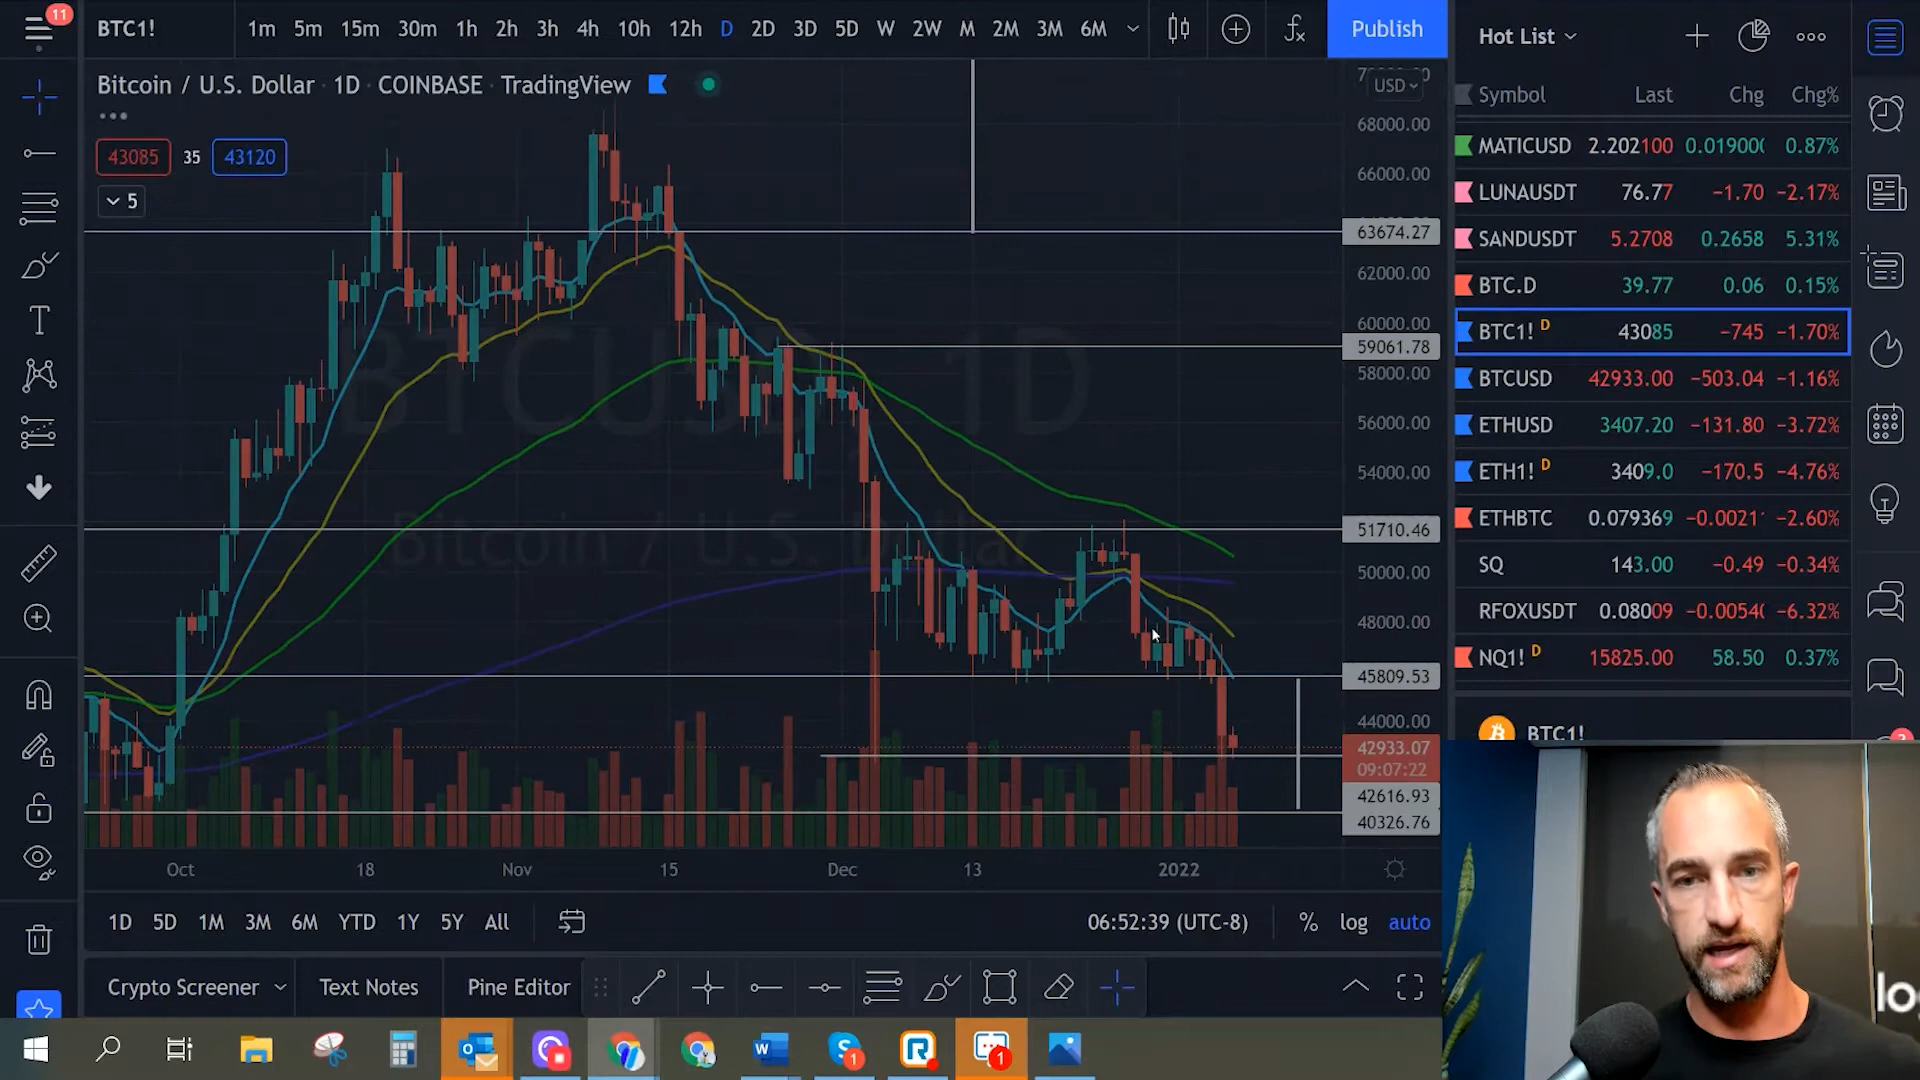 11
BTC1!
1m 5m 15m 30m 1h 2h 3h 4h 10h 12h D 2D 3D 5D W 2W M 2M 3M 6M
Publish
Bitcoin / U.S. Dollar · 1D · COINBASE · TradingView
43085 35 43120
5
USD
68000.00
66000.00
63674.27
62000.00
60000.00
59061.78
58000.00
56000.00
54000.00
51710.46
50000.00
48000.00
45809.53
44000.00
42933.07
09:07:22
42616.93
40326.76
BTCUSD, 1D
Bitcoin / U.S. Dollar
Oct 18 Nov 15 Dec 13 2022
1D 5D 1M 3M 6M YTD 1Y 5Y All
06:52:39 (UTC-8) % log auto
Crypto Screener Text Notes Pine Editor
Hot List
Symbol Last Chg Chg%
MATICUSD 2.202100 0.01900( 0.87%
LUNAUSDT 76.77 −1.70 −2.17%
SANDUSDT 5.2708 0.2658 5.31%
BTC.D 39.77 0.06 0.15%
BTC1! D 43085 −745 −1.70%
BTCUSD 42933.00 −503.04 −1.16%
ETHUSD 3407.20 −131.80 −3.72%
ETH1! D 3409.0 −170.5 −4.76%
ETHBTC 0.079369 −0.0021 −2.60%
SQ 143.00 −0.49 −0.34%
RFOXUSDT 0.08009 −0.0054( −6.32%
NQ1! D 15825.00 58.50 0.37%
BTC1!
lo
W
S 1
R
1